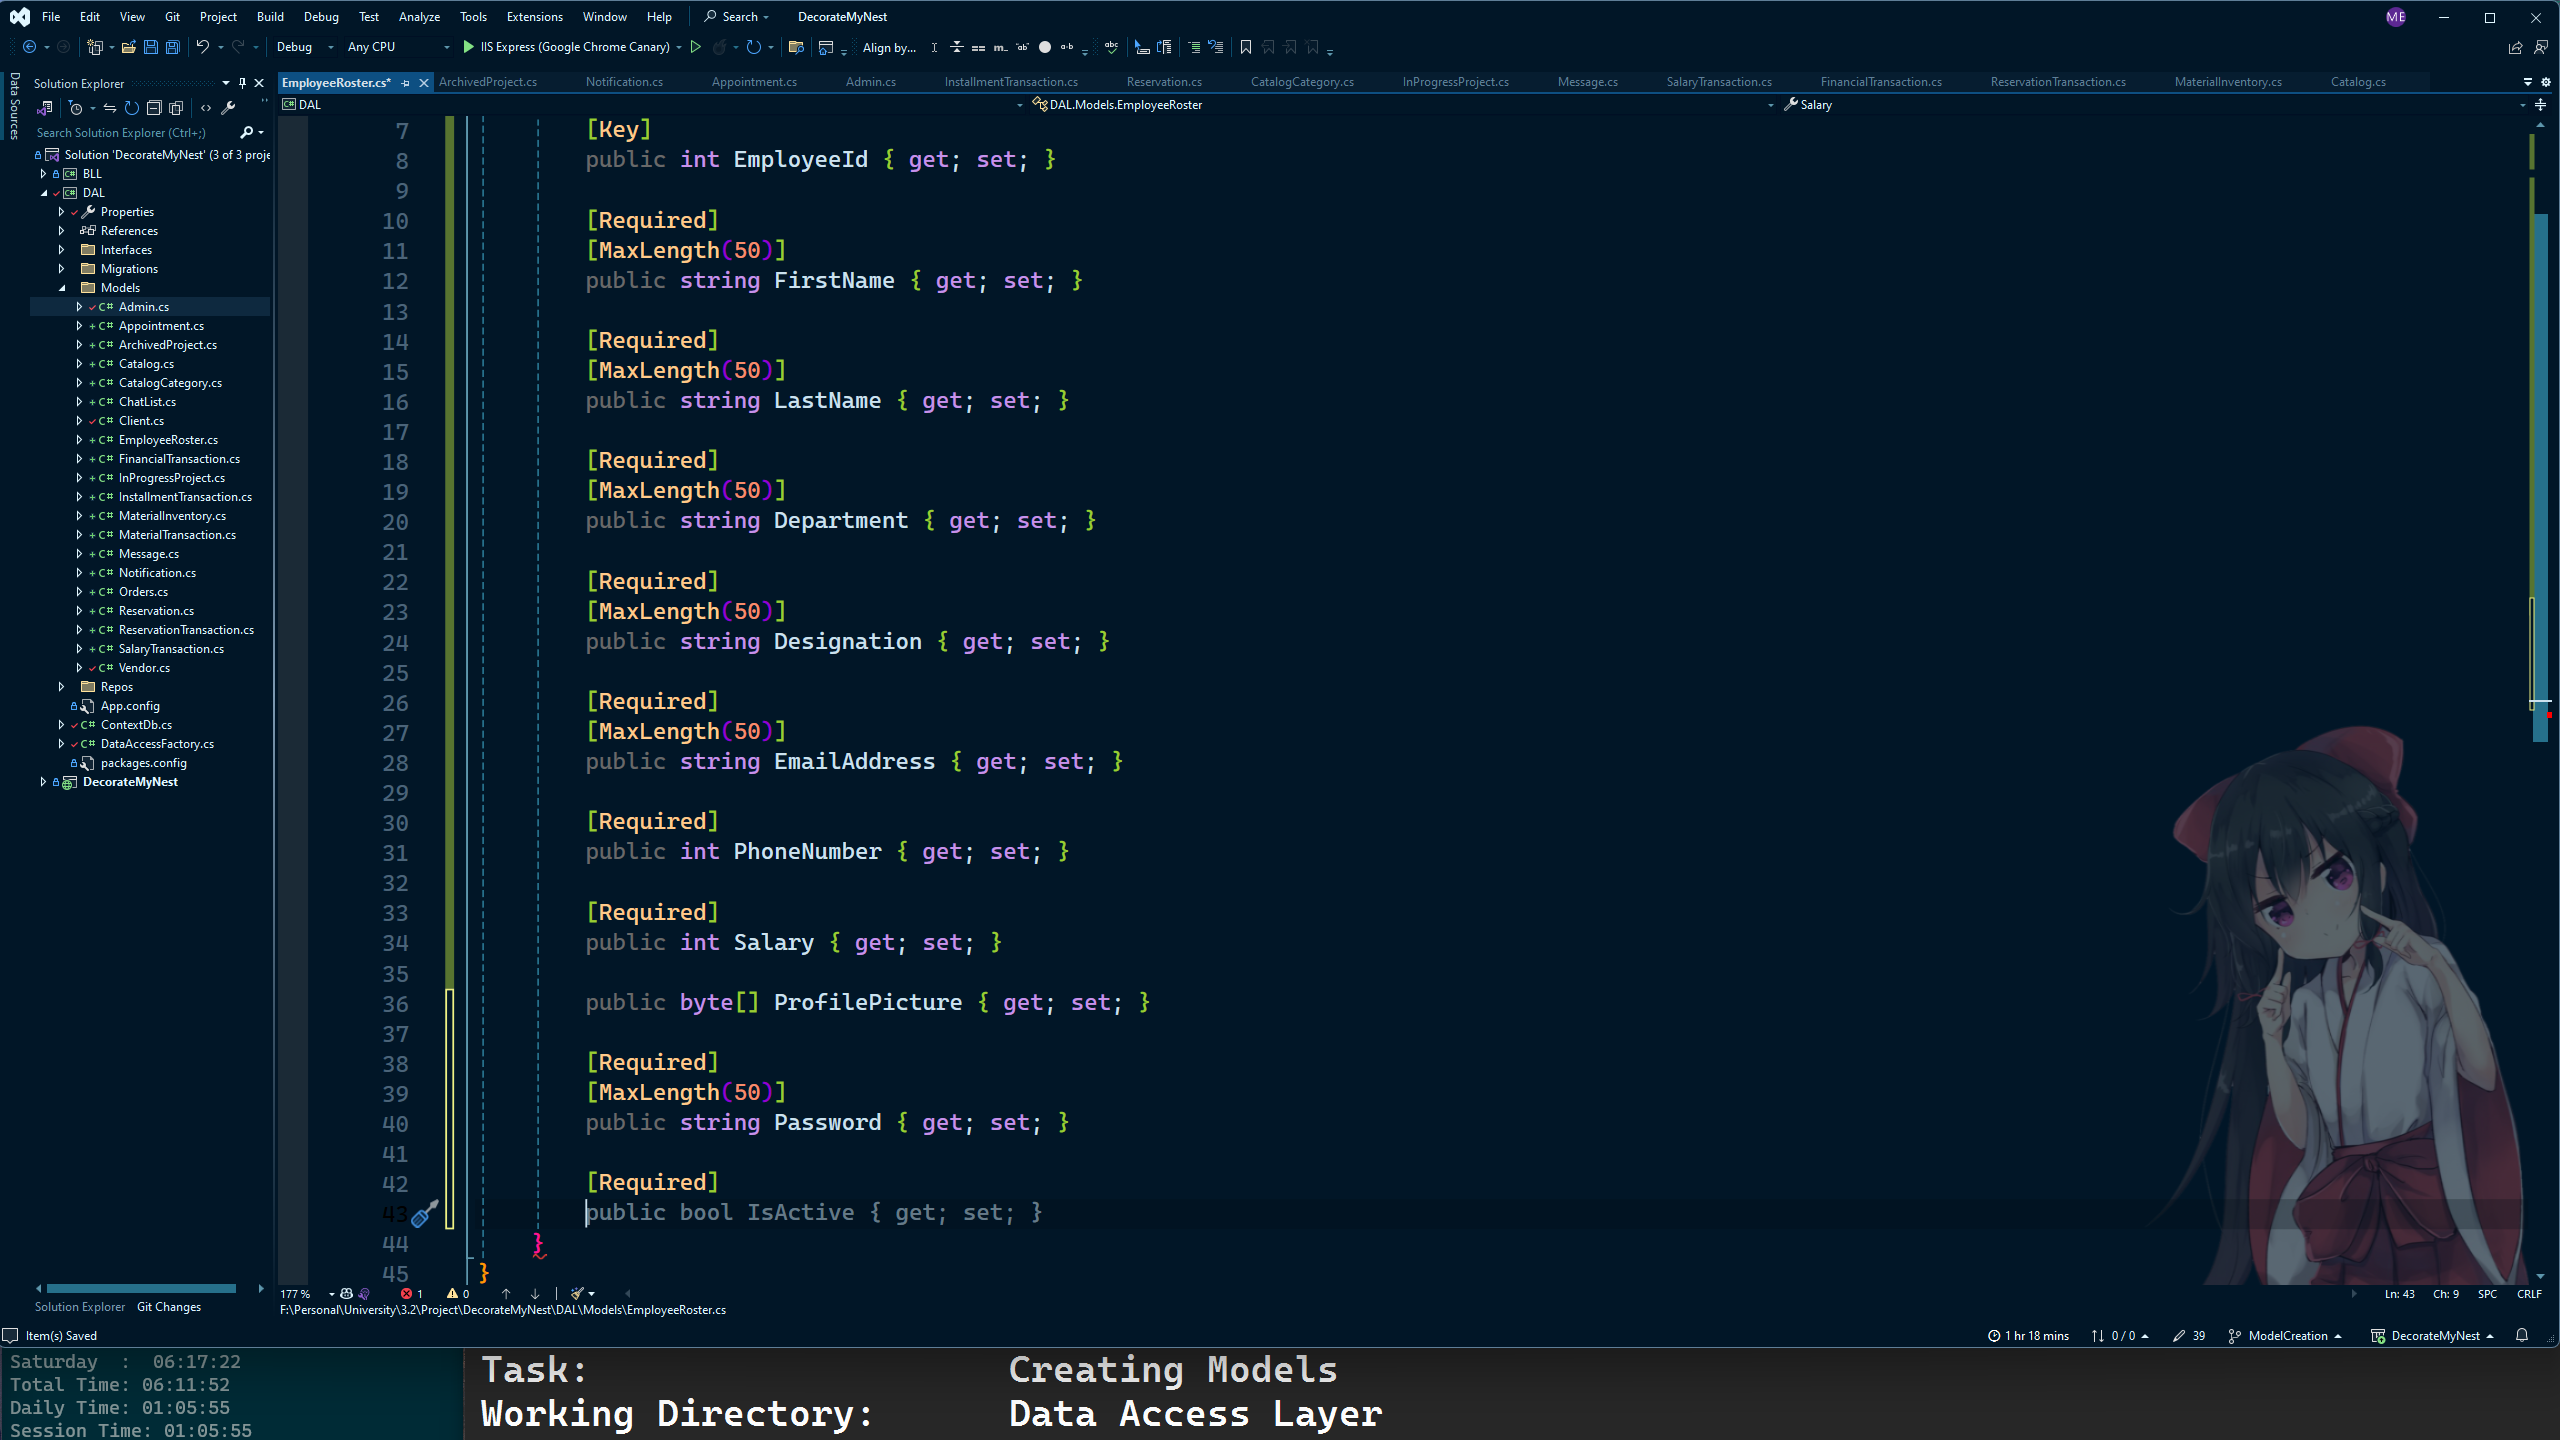 File Edit View Git Project Build Debug Test Analyze Tools Extensions Window Help Search DecorateMyNest ME
Debug Any CPU IIS Express (Google Chrome Canary) Align by...
Data Sources
Solution Explorer
Search Solution Explorer (Ctrl+;)
Solution 'DecorateMyNest' (3 of 3 proje
BLL
DAL
Properties
References
Interfaces
Migrations
Models
Admin.cs
Appointment.cs
ArchivedProject.cs
Catalog.cs
CatalogCategory.cs
ChatList.cs
Client.cs
EmployeeRoster.cs
FinancialTransaction.cs
InProgressProject.cs
InstallmentTransaction.cs
MaterialInventory.cs
MaterialTransaction.cs
Message.cs
Notification.cs
Orders.cs
Reservation.cs
ReservationTransaction.cs
SalaryTransaction.cs
Vendor.cs
Repos
App.config
ContextDb.cs
DataAccessFactory.cs
packages.config
DecorateMyNest
Solution Explorer Git Changes
EmployeeRoster.cs* ArchivedProject.cs Notification.cs Appointment.cs Admin.cs InstallmentTransaction.cs Reservation.cs CatalogCategory.cs InProgressProject.cs Message.cs SalaryTransaction.cs FinancialTransaction.cs ReservationTransaction.cs MaterialInventory.cs Catalog.cs
DAL DAL.Models.EmployeeRoster Salary
7 [Key]
8 public int EmployeeId { get; set; }
9
10 [Required]
11 [MaxLength(50)]
12 public string FirstName { get; set; }
13
14 [Required]
15 [MaxLength(50)]
16 public string LastName { get; set; }
17
18 [Required]
19 [MaxLength(50)]
20 public string Department { get; set; }
21
22 [Required]
23 [MaxLength(50)]
24 public string Designation { get; set; }
25
26 [Required]
27 [MaxLength(50)]
28 public string EmailAddress { get; set; }
29
30 [Required]
31 public int PhoneNumber { get; set; }
32
33 [Required]
34 public int Salary { get; set; }
35
36 public byte[] ProfilePicture { get; set; }
37
38 [Required]
39 [MaxLength(50)]
40 public string Password { get; set; }
41
42 [Required]
43 public bool IsActive { get; set; }
44 }
45 }
177 % 1 0 Ln: 43 Ch: 9 SPC CRLF
F:\Personal\University\3.2\Project\DecorateMyNest\DAL\Models\EmployeeRoster.cs
Item(s) Saved 1 hr 18 mins 0 / 0 39 ModelCreation DecorateMyNest
Saturday : 06:17:22
Total Time: 06:11:52
Daily Time: 01:05:55
Session Time: 01:05:55
Task: Creating Models
Working Directory: Data Access Layer